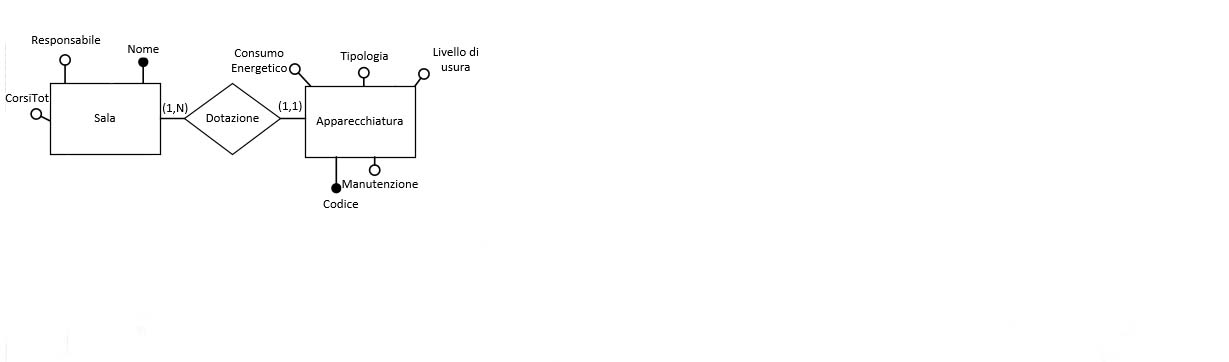 Responsabile
Nome
CorsiTot
Sala
(1,N)
Dotazione
(1,1)
Consumo
Energetico
Tipologia
Livello di
usura
Apparecchiatura
Manutenzione
Codice